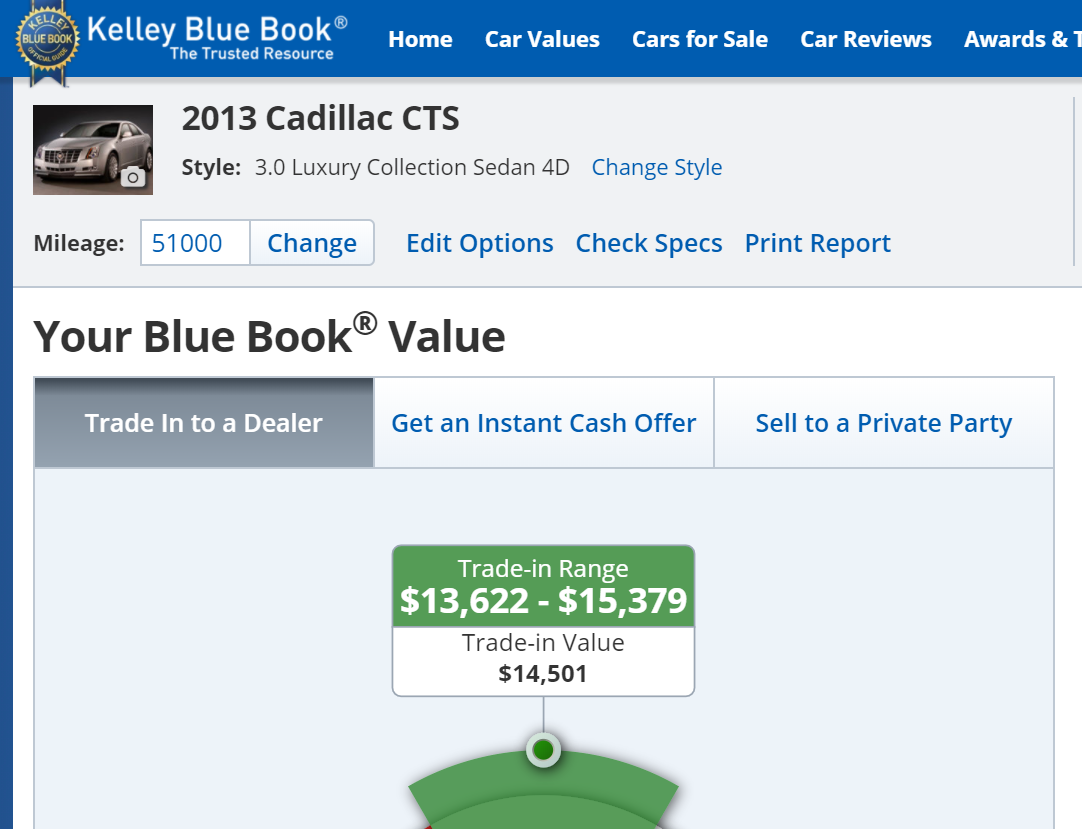 KELLEY
BLUE BOOK
OFFICIAL GUIDE
Kelley Blue Book®
The Trusted Resource
Home Car Values Cars for Sale Car Reviews Awards & T
2013 Cadillac CTS
Style: 3.0 Luxury Collection Sedan 4D Change Style
Mileage: 51000 Change Edit Options Check Specs Print Report
Your Blue Book® Value
Trade In to a Dealer Get an Instant Cash Offer Sell to a Private Party
Trade-in Range
$13,622 - $15,379
Trade-in Value
$14,501